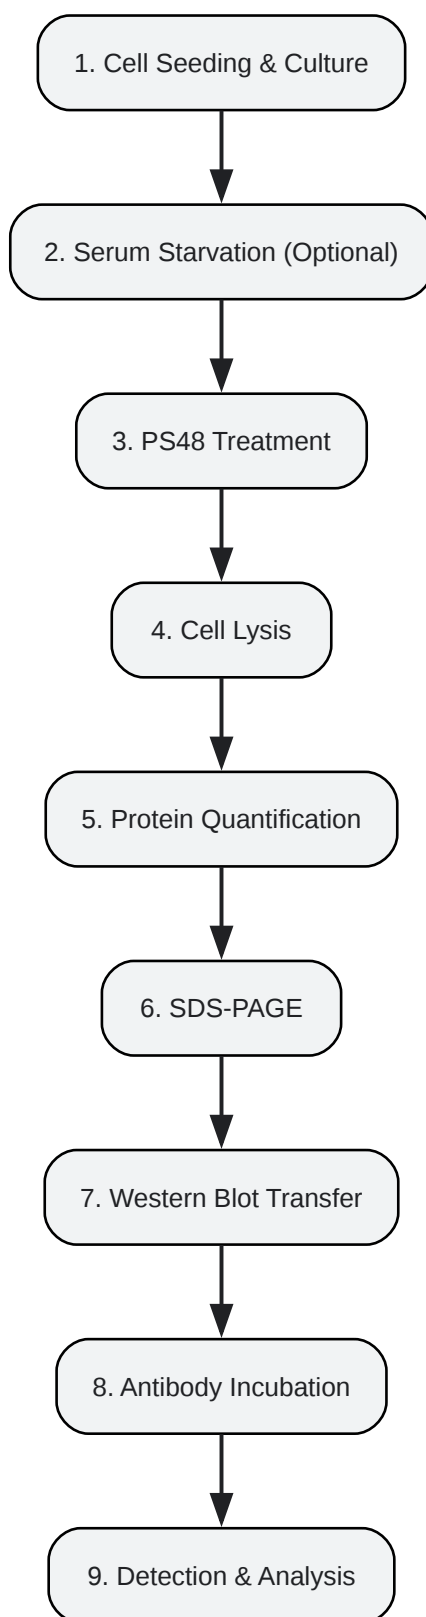 1. Cell Seeding & Culture
2. Serum Starvation (Optional)
3. PS48 Treatment
4. Cell Lysis
5. Protein Quantification
6. SDS-PAGE
7. Western Blot Transfer
8. Antibody Incubation
9. Detection & Analysis